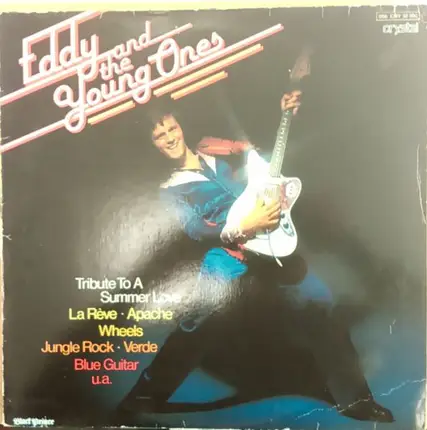 Eddy and
the
Young Ones
crystal
Tribute To A
Summer Love
La Rêve · Apache
Wheels
Jungle Rock · Verde
Blue Guitar
u.a.